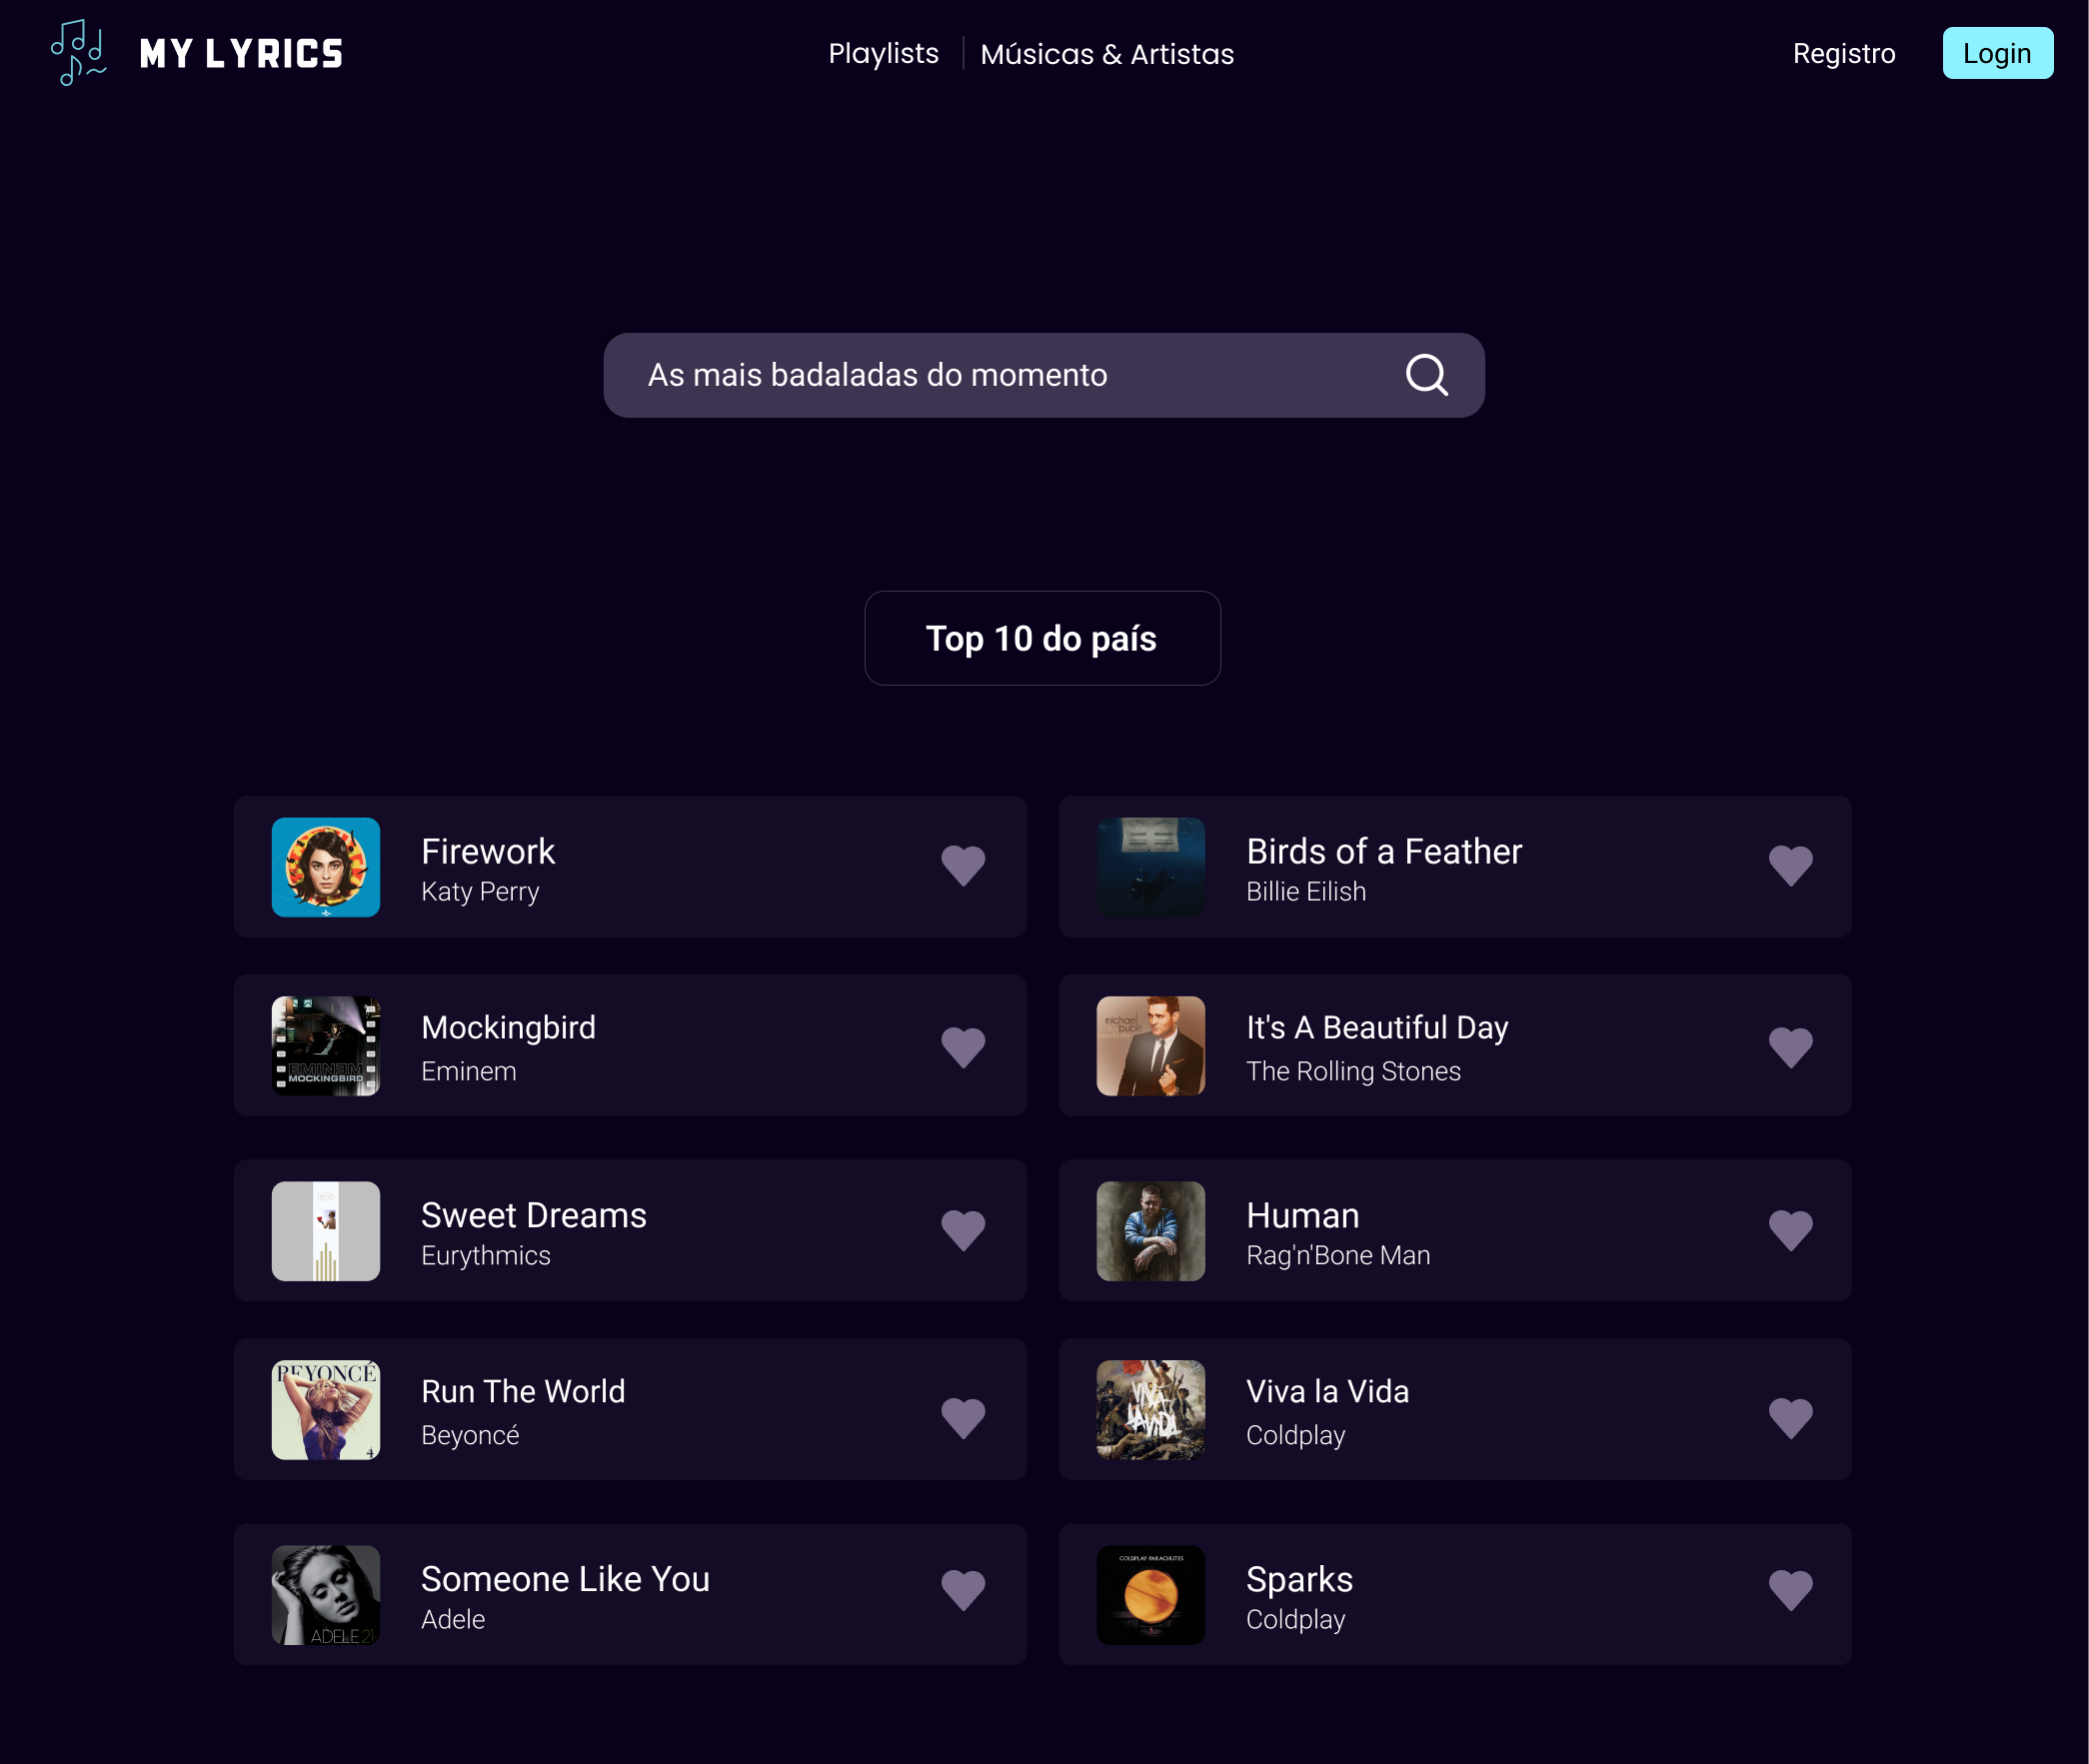 MY LYRICS
Playlists
Músicas & Artistas
Registro
Login
As mais badaladas do momento
Top 10 do país
Firework
Katy Perry
Birds of a Feather
Billie Eilish
EMINEM
MOCKINGBIRD
Mockingbird
Eminem
michael
buble
It's A Beautiful Day
The Rolling Stones
Sweet Dreams
Eurythmics
Human
Rag'n'Bone Man
BEYONCÉ
4
Run The World
Beyoncé
VIVA
LA VIDA
Viva la Vida
Coldplay
ADELE 21
Someone Like You
Adele
COLDPLAY PARACHUTES
Sparks
Coldplay